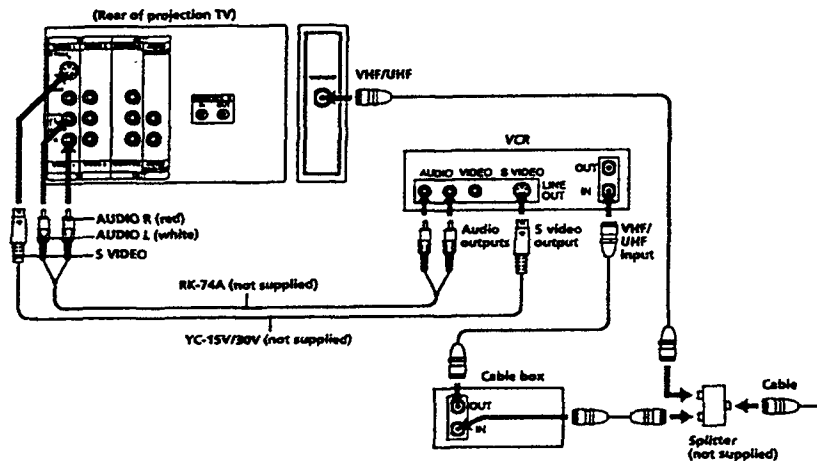 (Rear of projection TV)
VHF/UHF
VCR
AUDIO VIDEO S VIDEO
OUT
LINE
OUT
IN
AUDIO R (red)
AUDIO L (white)
S VIDEO
Audio
outputs
S video
output
VHF/
UHF
input
RK-74A (not supplied)
YC-15V/30V (not supplied)
Cable box
OUT
IN
Cable
Splitter
(not supplied)